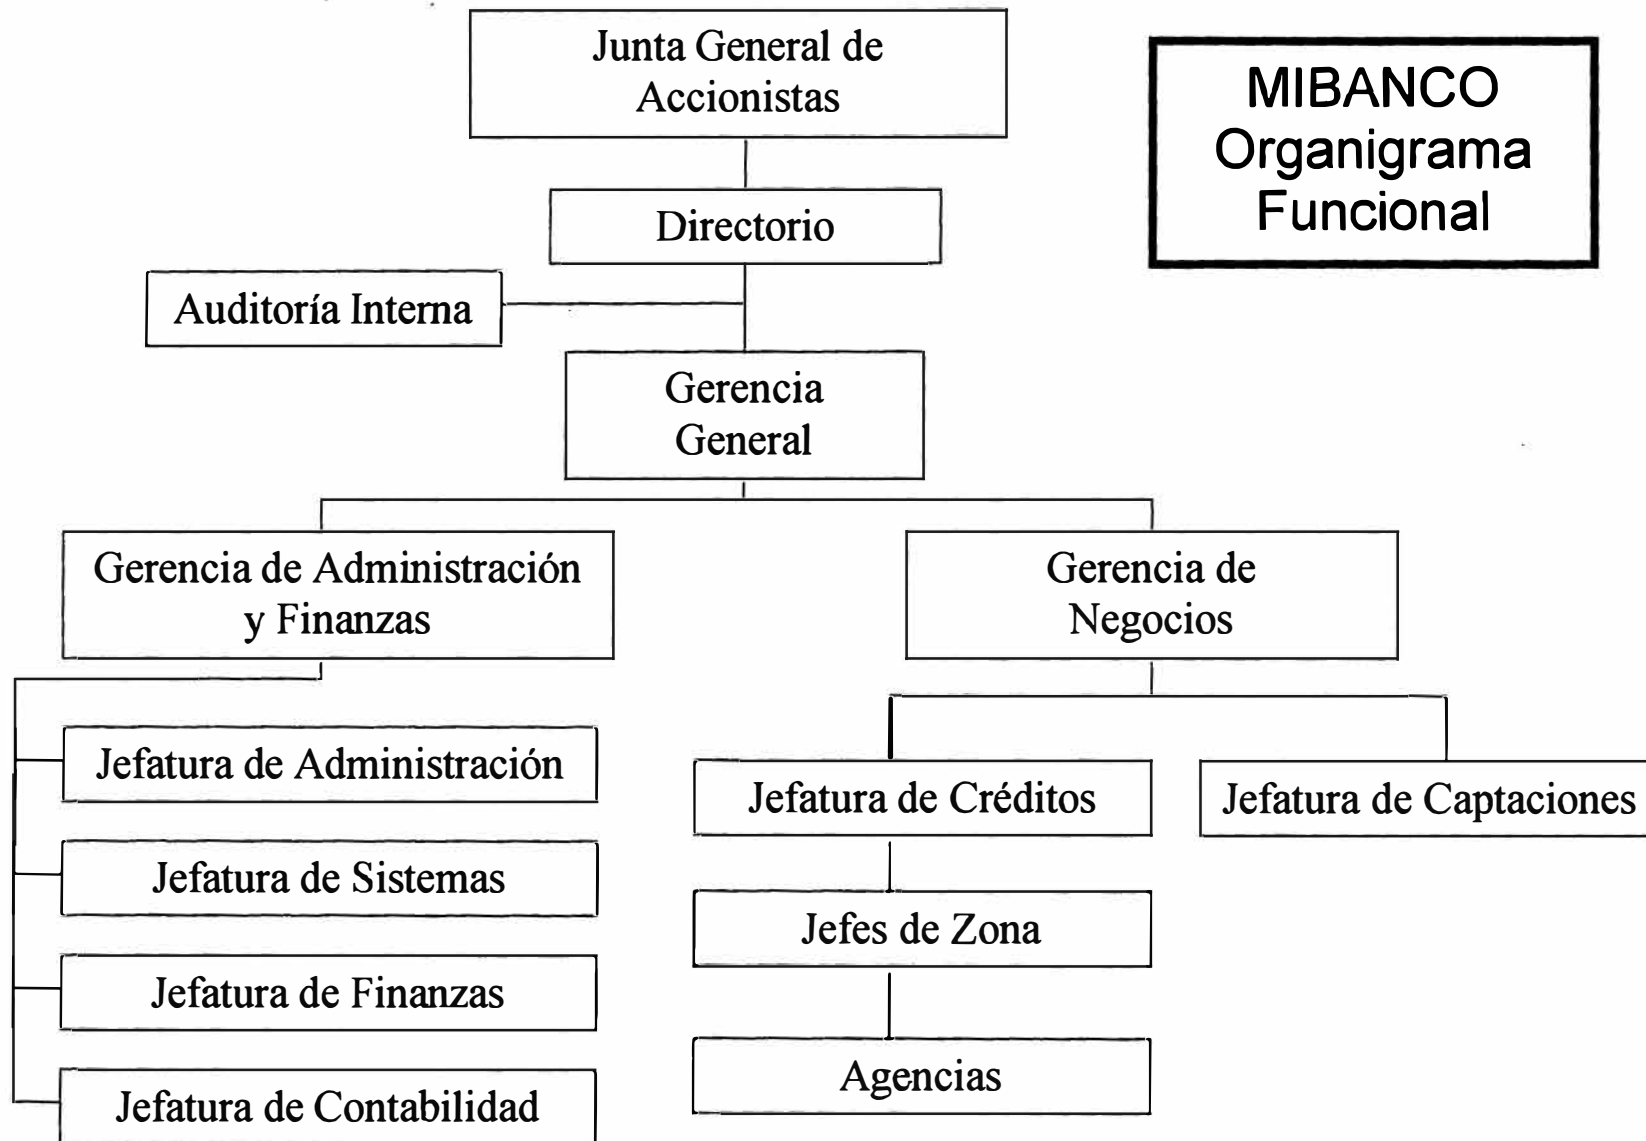 Junta General de
Accionistas
MIBANCO
Organigrama
Funcional
Directorio
Auditoría Interna
Gerencia
General
Gerencia de Administración
y Finanzas
Gerencia de
Negocios
Jefatura de Administración
Jefatura de Sistemas
Jefatura de Finanzas
Jefatura de Contabilidad
Jefatura de Créditos
Jefatura de Captaciones
Jefes de Zona
Agencias